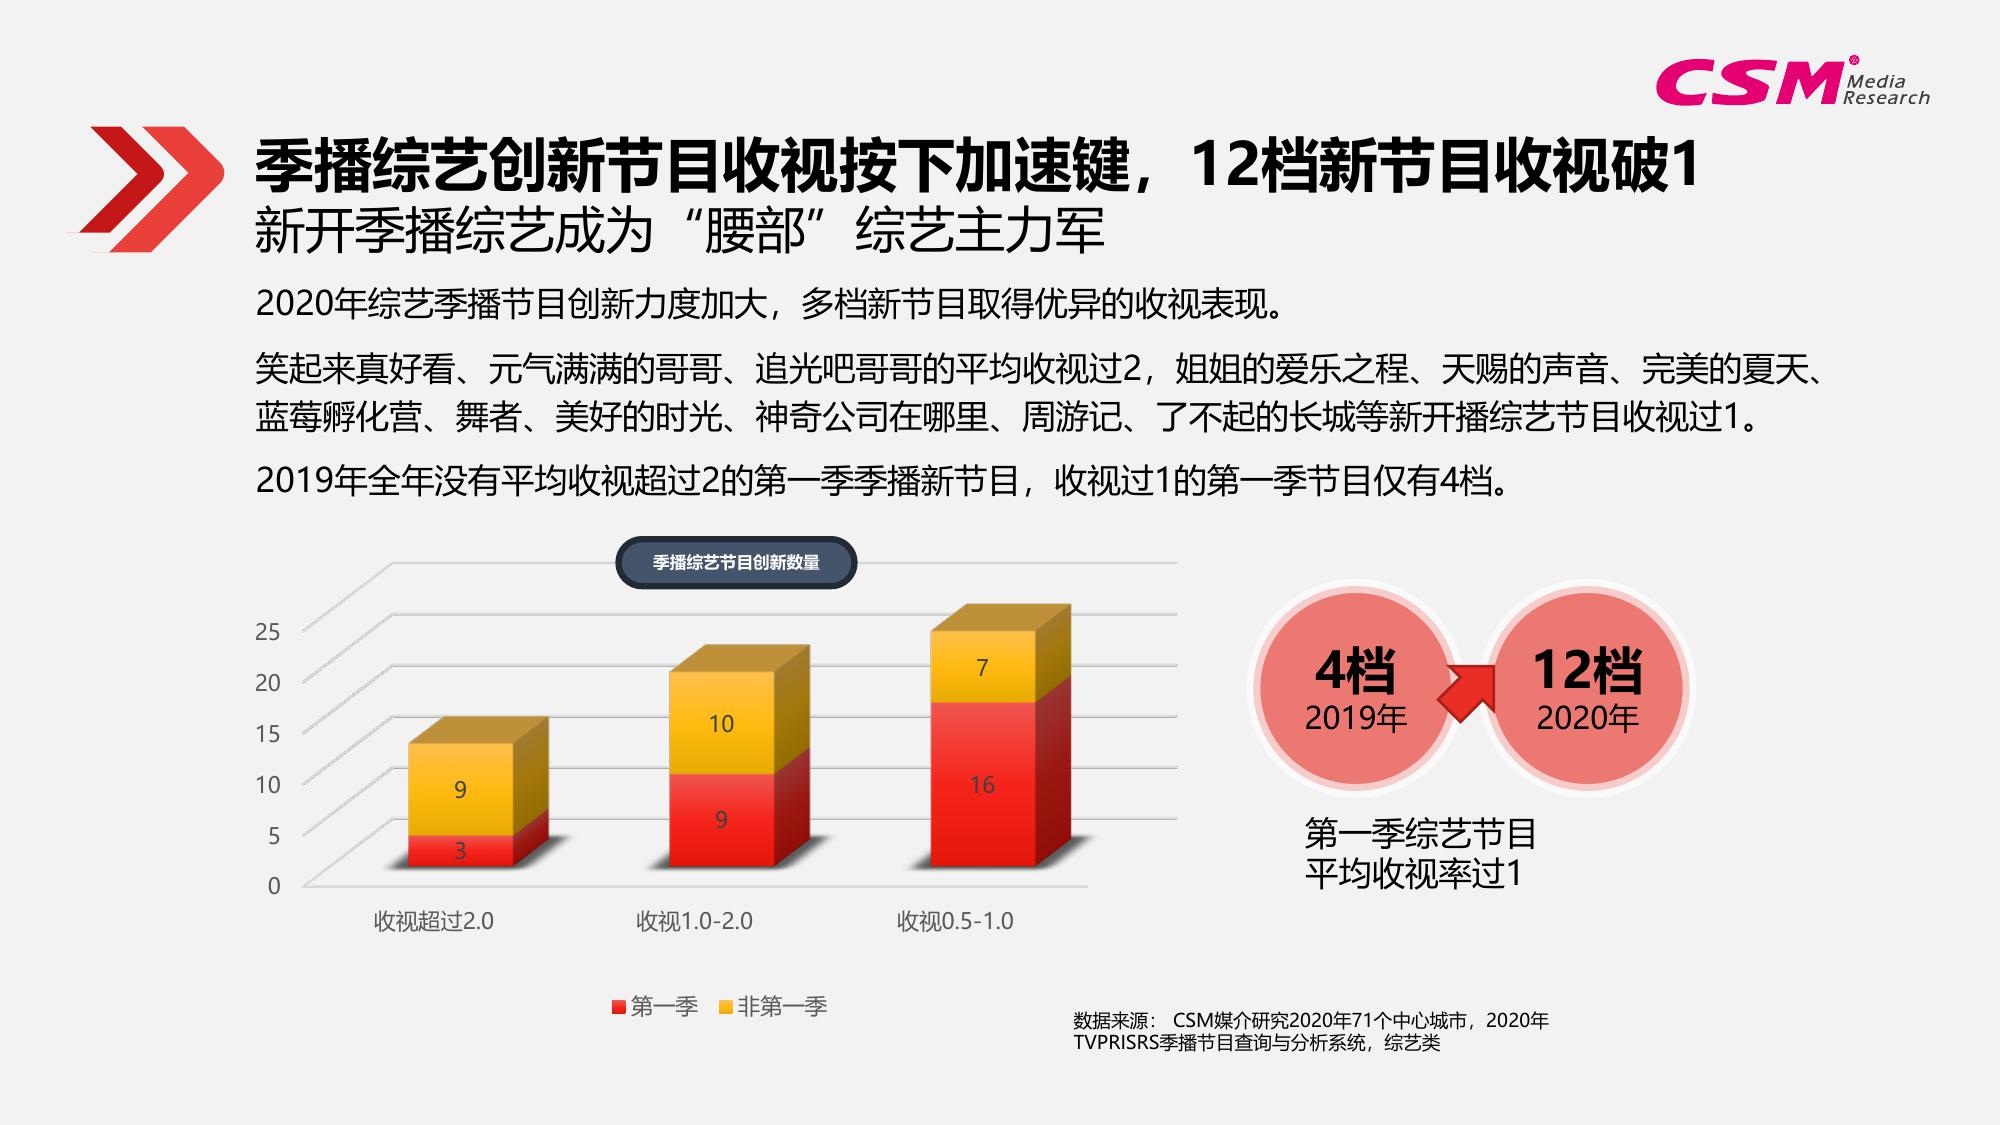 CSM
Media
Research
季播综艺创新节目收视按下加速键，12档新节目收视破1
新开季播综艺成为“腰部”综艺主力军
2020年综艺季播节目创新力度加大，多档新节目取得优异的收视表现。
笑起来真好看、元气满满的哥哥、追光吧哥哥的平均收视过2，姐姐的爱乐之程、天赐的声音、完美的夏天、
蓝莓孵化营、舞者、美好的时光、神奇公司在哪里、周游记、了不起的长城等新开播综艺节目收视过1。
2019年全年没有平均收视超过2的第一季季播新节目，收视过1的第一季节目仅有4档。
季播综艺节目创新数量
25
20
15
10
5
0
9
3
10
9
7
16
收视超过2.0
收视1.0-2.0
收视0.5-1.0
第一季
非第一季
4档
2019年
12档
2020年
第一季综艺节目
平均收视率过1
数据来源： CSM媒介研究2020年71个中心城市，2020年
TVPRISRS季播节目查询与分析系统，综艺类